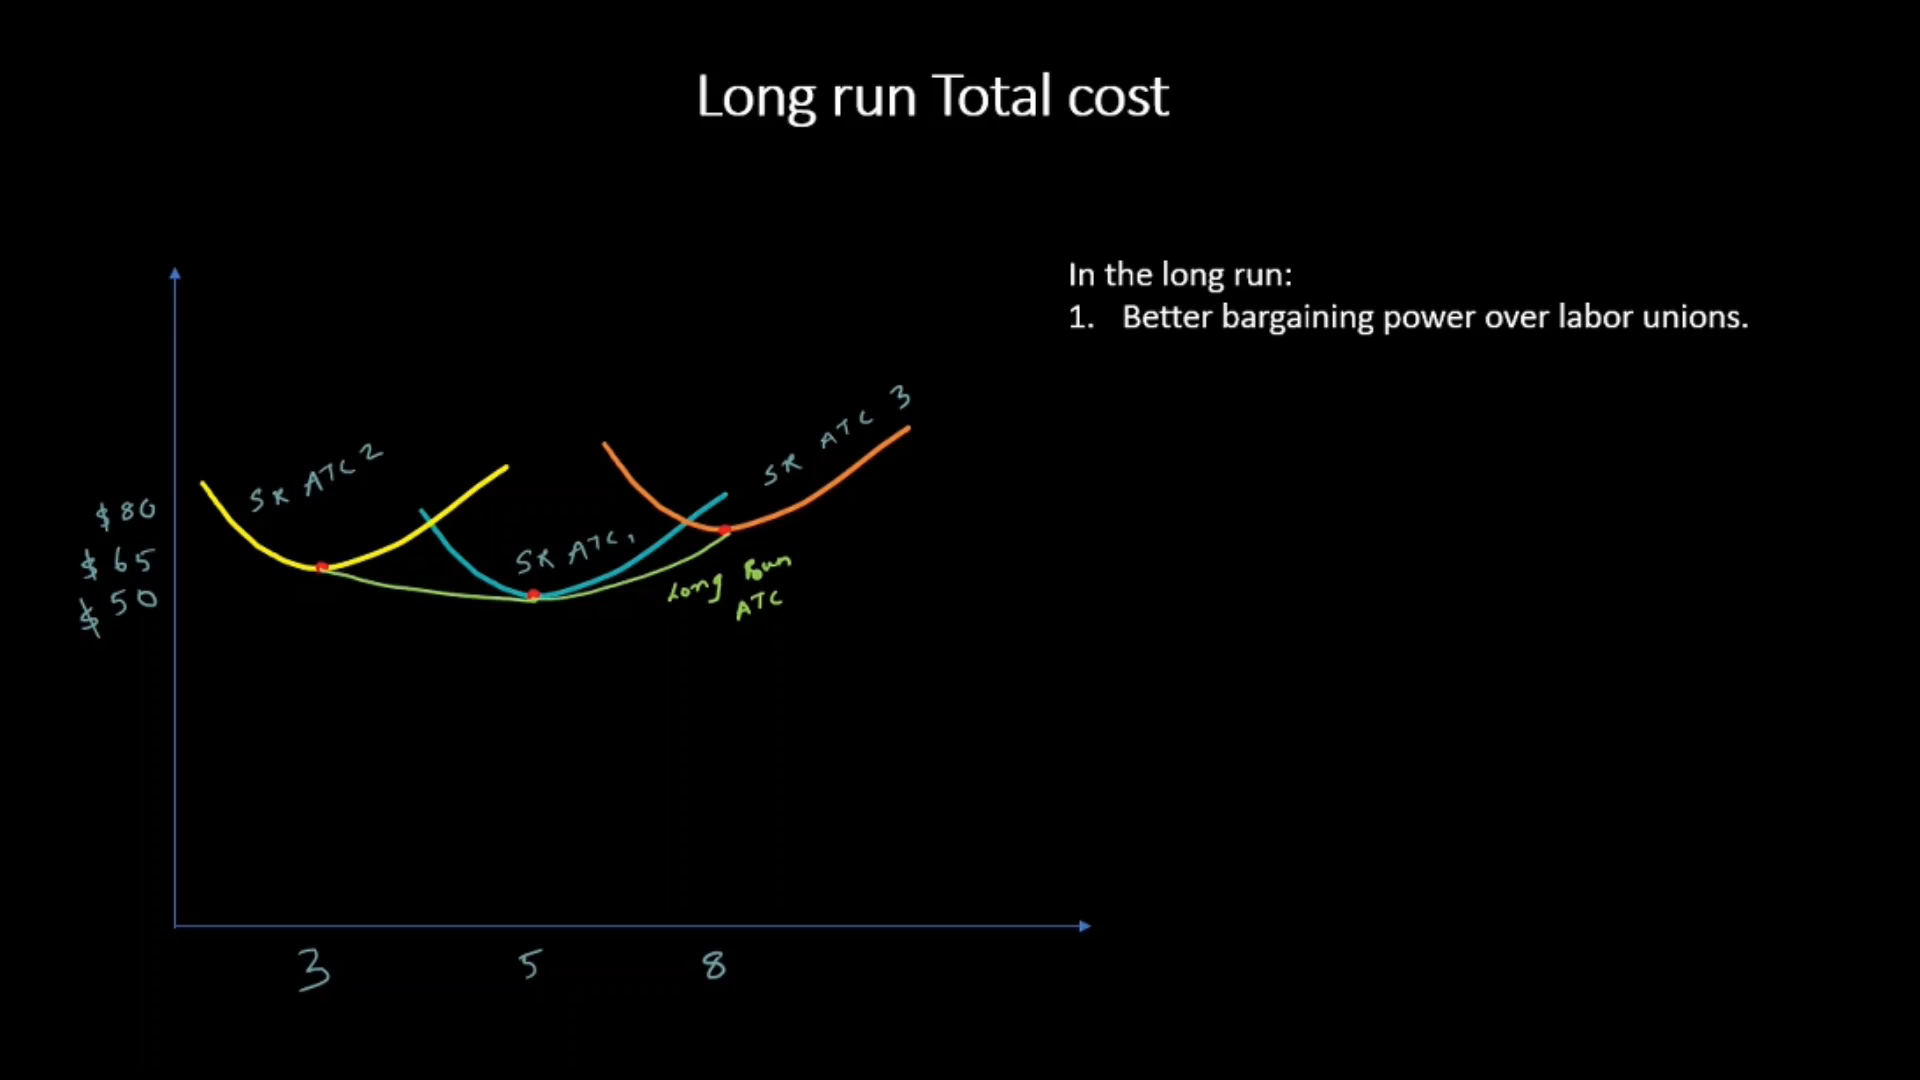 Long run Total cost
In the long run:
1. Better bargaining power over labor unions.
SR ATC 3
SR ATC 2
$80
SR ATC 1
$65
$50
Long Run
ATC
3 5 8